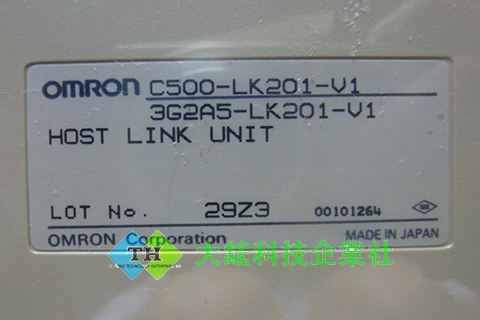 OMRON C500-LK201-V1
3G2A5-LK201-V1
HOST LINK UNIT
LOT No. 29Z3 00101264
OMRON Corporation MADE IN JAPAN
TH 大鋐科技企業社